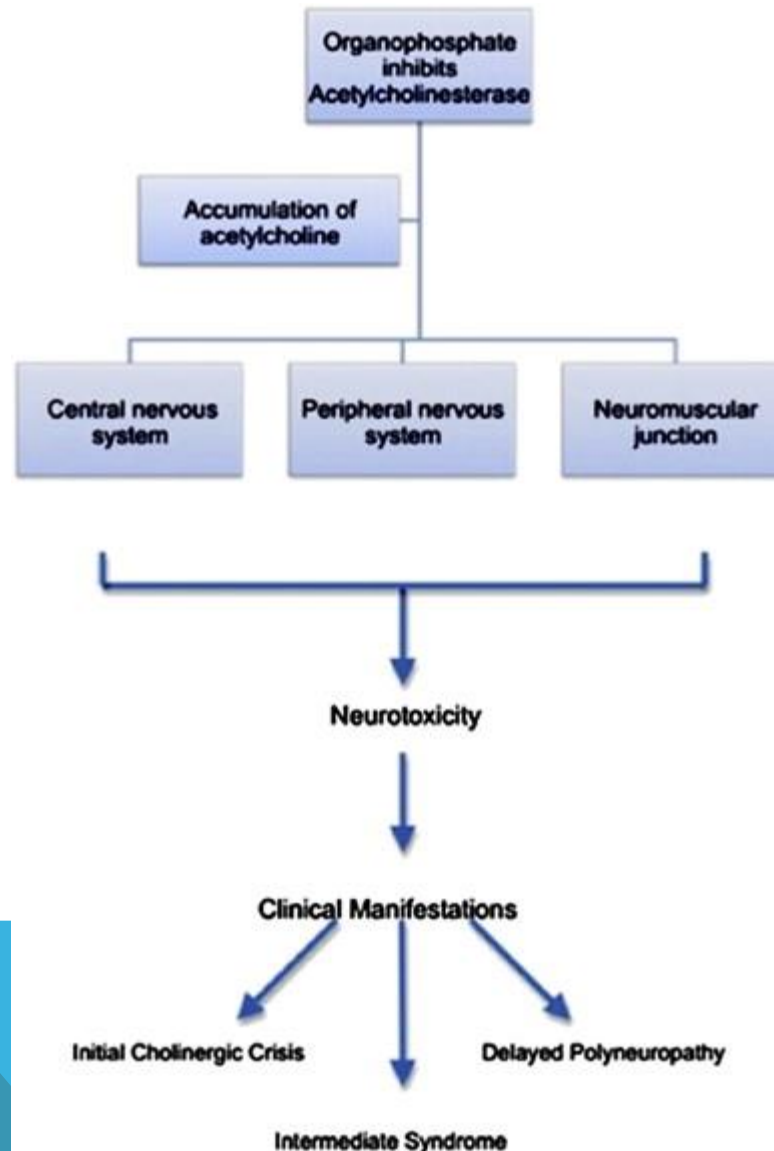 Organophosphate
inhibits
Acetylcholinesterase
Accumulation of
acetylcholine
Central nervous
system
Peripheral nervous
system
Neuromuscular
junction
Neurotoxicity
Clinical Manifestations
Initial Cholinergic Crisis
Delayed Polyneuropathy
Intermediate Syndrome